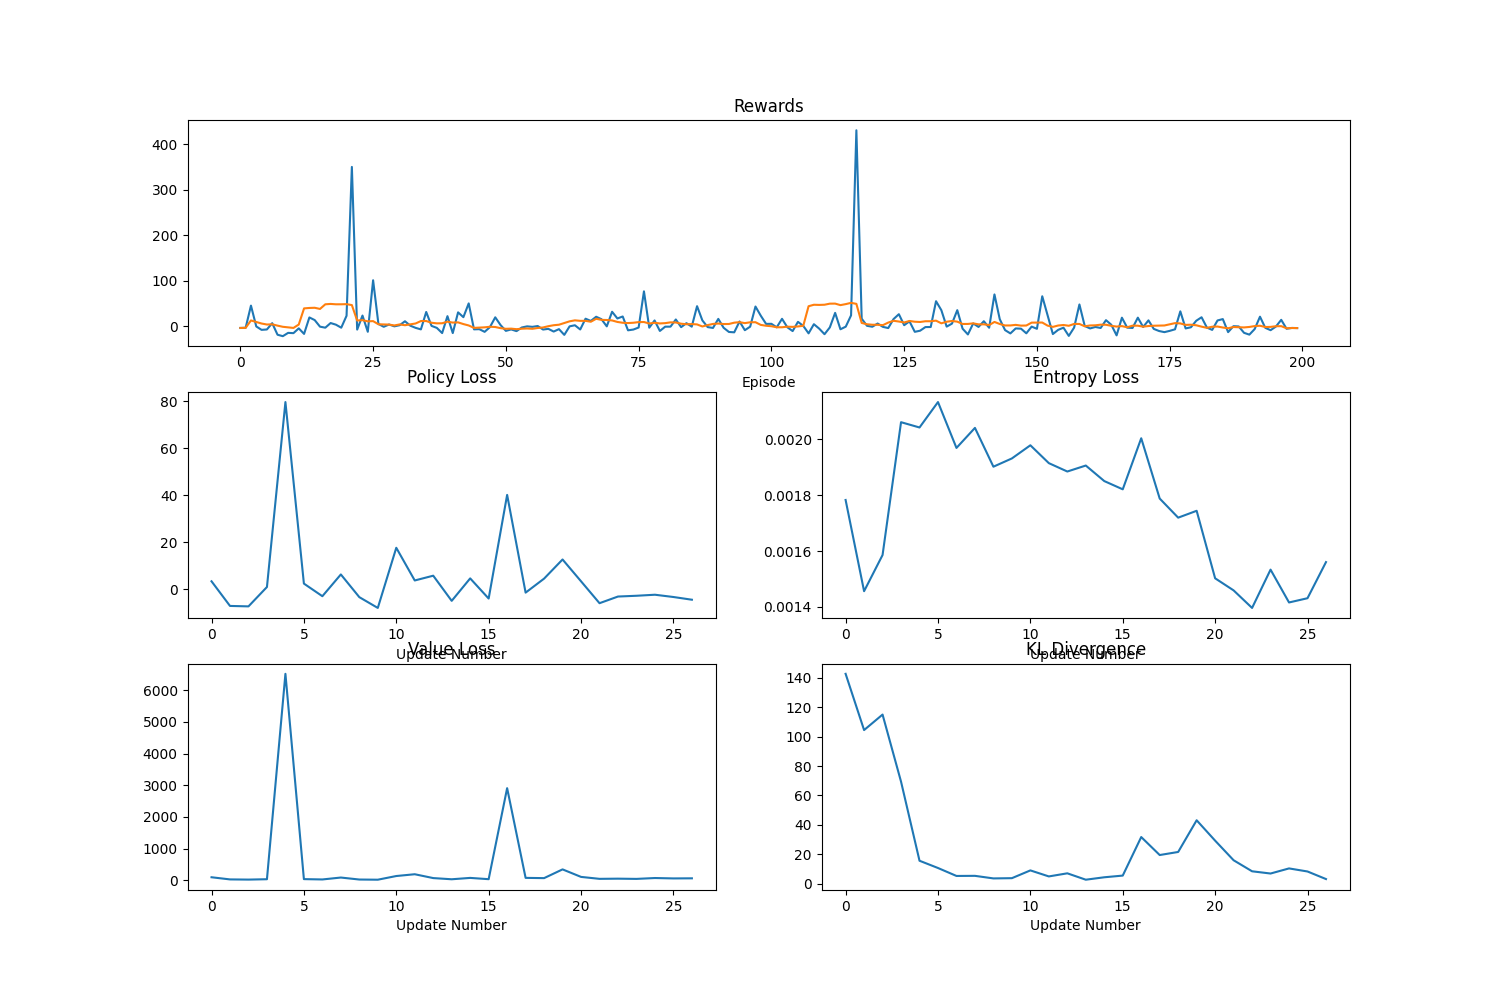 Rewards
400
300
200
100
0
0 25 50 75 100 125 150 175 200
Episode
Policy Loss
80
60
40
20
0
0 5 10 15 20 25
Update Number
Entropy Loss
0.0020
0.0018
0.0016
0.0014
0 5 10 15 20 25
Update Number
Value Loss
6000
5000
4000
3000
2000
1000
0
0 5 10 15 20 25
Update Number
KL Divergence
140
120
100
80
60
40
20
0
0 5 10 15 20 25
Update Number